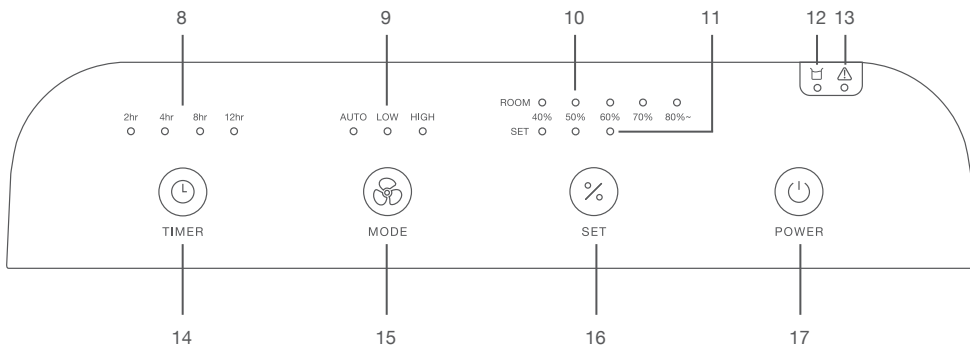 8 9 10 11 12 13
ROOM
2hr 4hr 8hr 12hr AUTO LOW HIGH 40% 50% 60% 70% 80%~
SET
%
TIMER MODE SET POWER
14 15 16 17